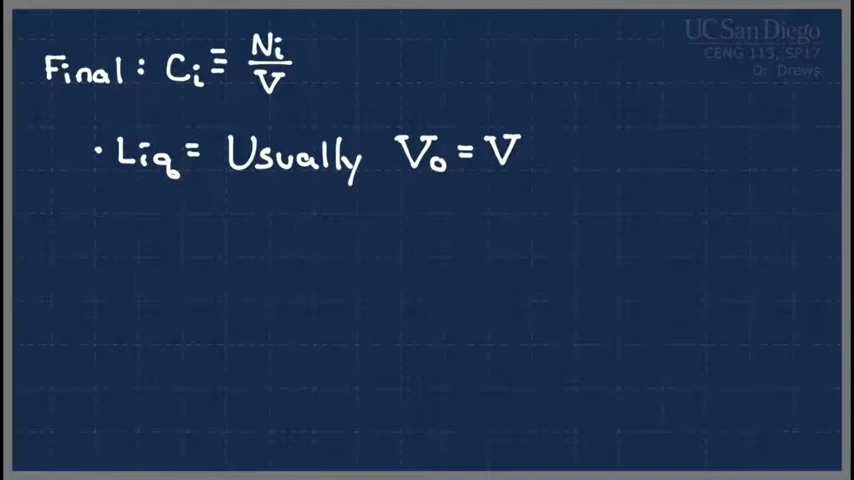 UC San Diego
CENG 113, SP17
Dr Drews
Final : Ci ≡ Ni/V
· Liq = Usually V₀ = V